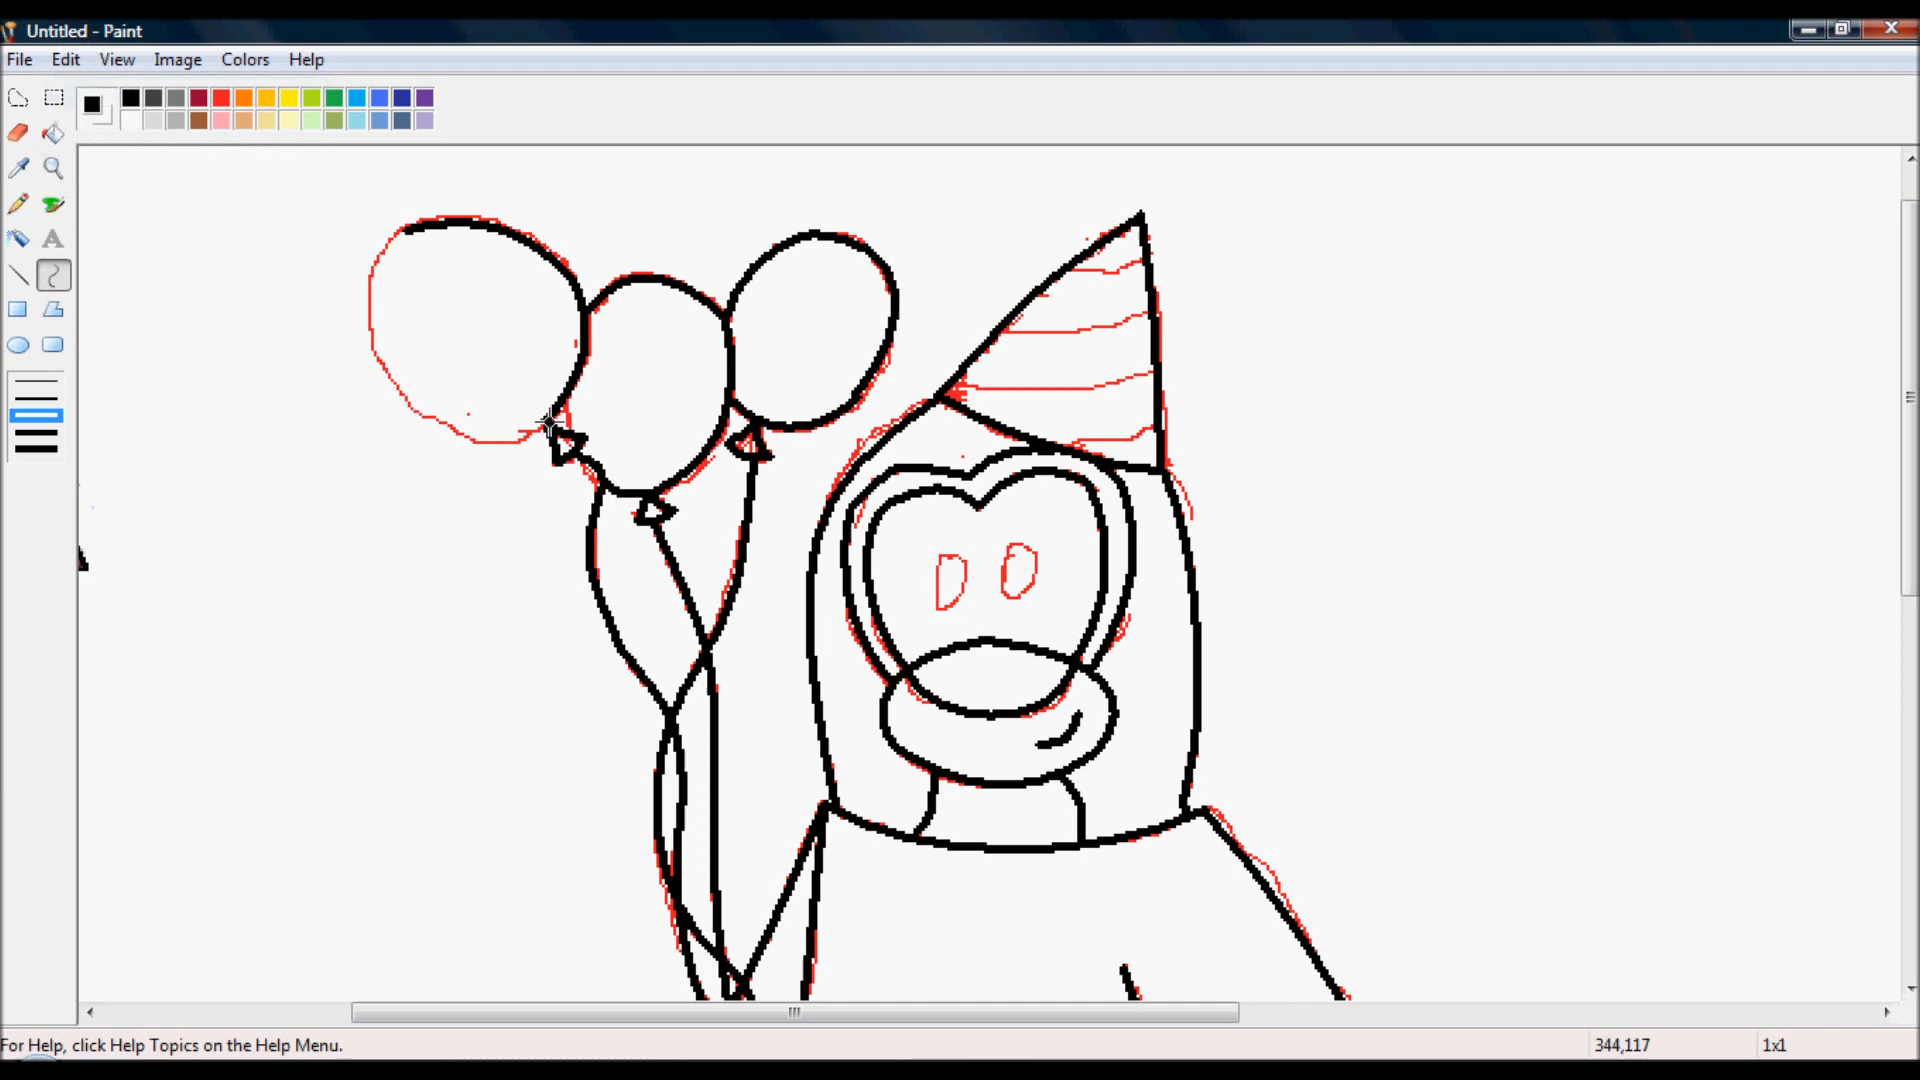 Untitled - Paint
File Edit View Image Colors Help
A
For Help, click Help Topics on the Help Menu.
344,117
1x1